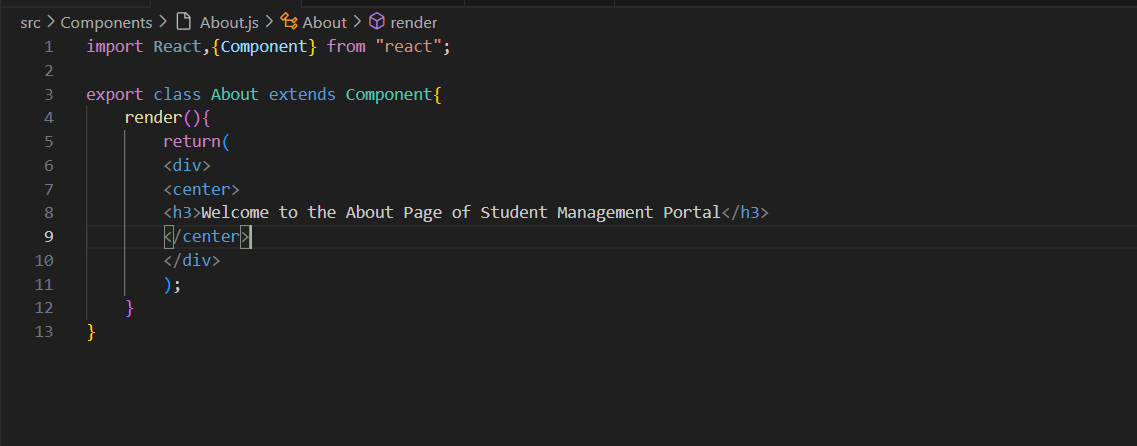 src > Components > About.js > About > render
1 import React,{Component} from "react";
2
3 export class About extends Component{
4 render(){
5 return(
6 <div>
7 <center>
8 <h3>Welcome to the About Page of Student Management Portal</h3>
9 </center>
10 </div>
11 );
12 }
13 }